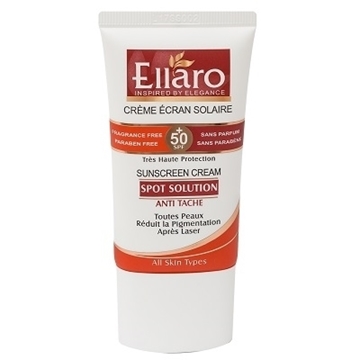 Ellaro
INSPIRED BY ELEGANCE
CRÈME ÉCRAN SOLAIRE
FRAGRANCE FREE
PARABEN FREE
+
50
SPF
SANS PARFUM
SANS PARABÉNE
Très Haute Protection
SUNSCREEN CREAM
SPOT SOLUTION
ANTI TACHE
Toutes Peaux
Réduit la Pigmentation
Après Laser
All Skin Types